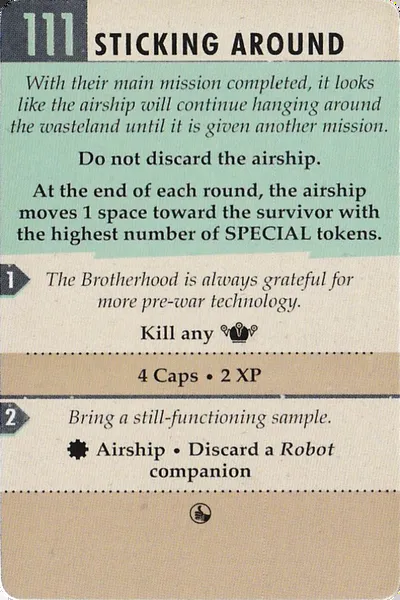 111 STICKING AROUND
With their main mission completed, it looks
like the airship will continue hanging around
the wasteland until it is given another mission.
Do not discard the airship.
At the end of each round, the airship
moves 1 space toward the survivor with
the highest number of SPECIAL tokens.
1 The Brotherhood is always grateful for
more pre-war technology.
Kill any
4 Caps • 2 XP
2 Bring a still-functioning sample.
Airship • Discard a Robot
companion